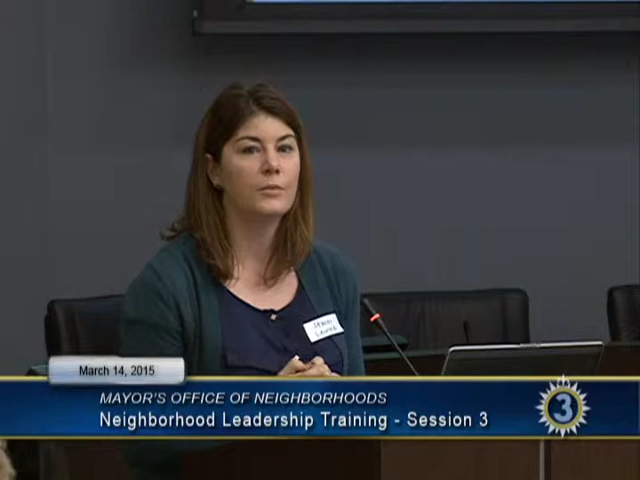 March 14, 2015
MAYOR'S OFFICE OF NEIGHBORHOODS
Neighborhood Leadership Training - Session 3
3